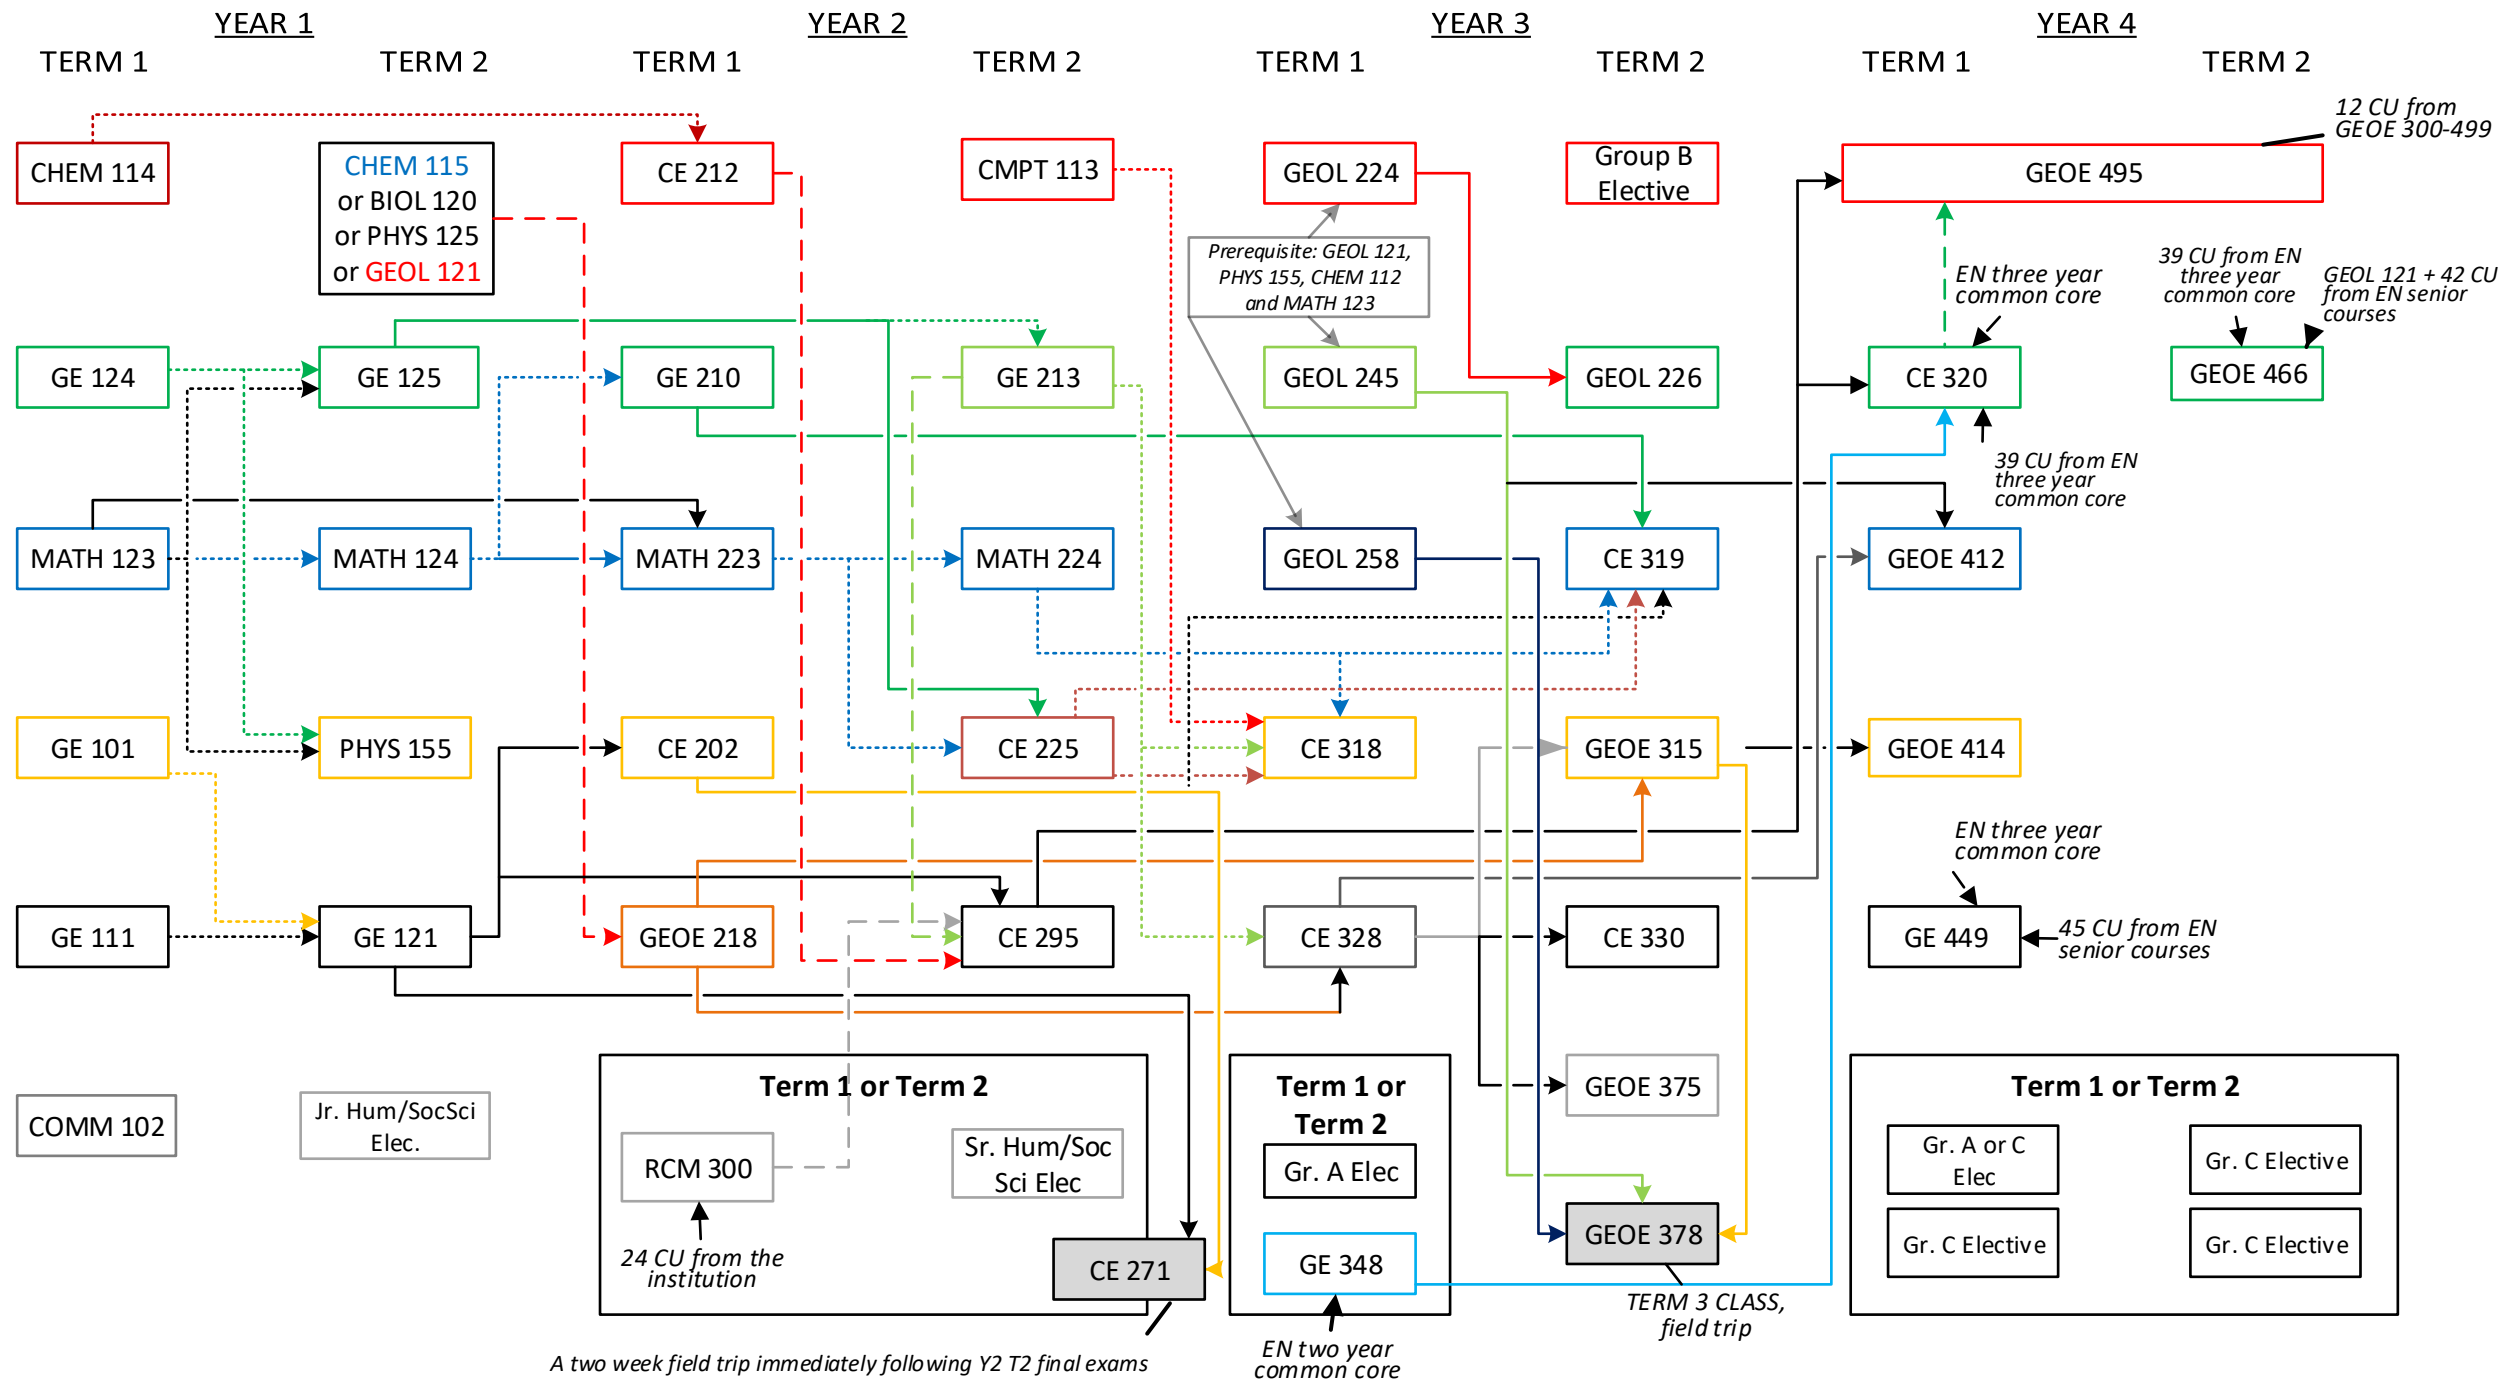 YEAR 1
YEAR 2
YEAR 3
YEAR 4
TERM 1
TERM 2
TERM 1
TERM 2
TERM 1
TERM 2
TERM 1
TERM 2
12 CU from
GEOE 300-499
CHEM 114
CHEM 115
or BIOL 120
or PHYS 125
or GEOL 121
CE 212
CMPT 113
GEOL 224
Group B
Elective
GEOE 495
Prerequisite: GEOL 121,
PHYS 155, CHEM 112
and MATH 123
EN three year
common core
39 CU from EN
three year
common core
GEOL 121 + 42 CU
from EN senior
courses
GE 124
GE 125
GE 210
GE 213
GEOL 245
GEOL 226
CE 320
GEOE 466
39 CU from EN
three year
common core
MATH 123
MATH 124
MATH 223
MATH 224
GEOL 258
CE 319
GEOE 412
GE 101
PHYS 155
CE 202
CE 225
CE 318
GEOE 315
GEOE 414
EN three year
common core
GE 111
GE 121
GEOE 218
CE 295
CE 328
CE 330
GE 449
45 CU from EN
senior courses
COMM 102
Jr. Hum/SocSci
Elec.
Term 1 or Term 2
RCM 300
Sr. Hum/Soc
Sci Elec
24 CU from the
institution
CE 271
A two week field trip immediately following Y2 T2 final exams
Term 1 or
Term 2
Gr. A Elec
GE 348
EN two year
common core
GEOE 375
GEOE 378
TERM 3 CLASS,
field trip
Term 1 or Term 2
Gr. A or C
Elec
Gr. C Elective
Gr. C Elective
Gr. C Elective